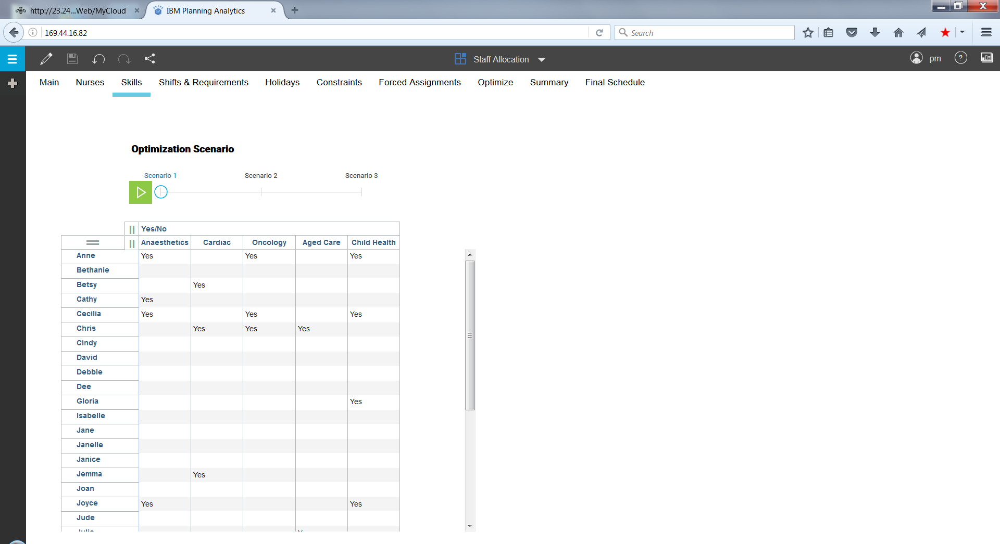 http://23.24...Web/MyCloud
IBM Planning Analytics
169.44.16.82
Search
Staff Allocation
pm
Main Nurses Skills Shifts & Requirements Holidays Constraints Forced Assignments Optimize Summary Final Schedule
Optimization Scenario
Scenario 1 Scenario 2 Scenario 3
Yes/No
Anaesthetics Cardiac Oncology Aged Care Child Health
Anne Yes Yes Yes
Bethanie
Betsy Yes
Cathy Yes
Cecilia Yes Yes Yes
Chris Yes Yes Yes
Cindy
David
Debbie
Dee
Gloria Yes
Isabelle
Jane
Janelle
Janice
Jemma Yes
Joan
Joyce Yes Yes
Jude